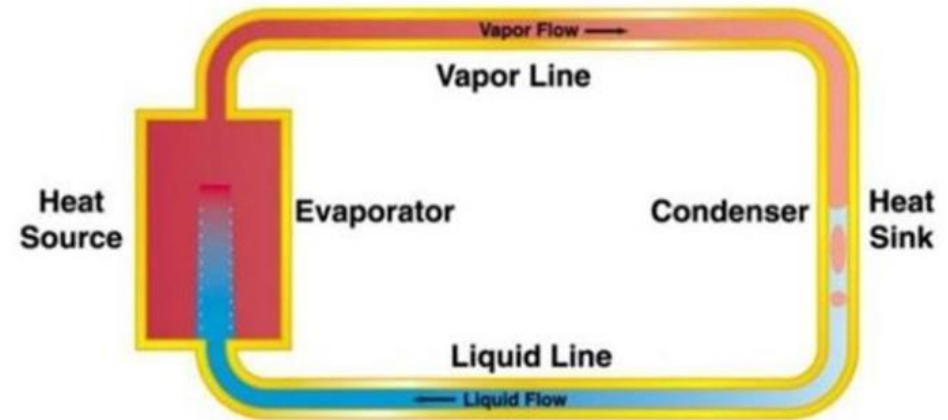 Vapor Flow
Vapor Line
Heat
Source
Evaporator
Condenser
Heat
Sink
Liquid Line
Liquid Flow